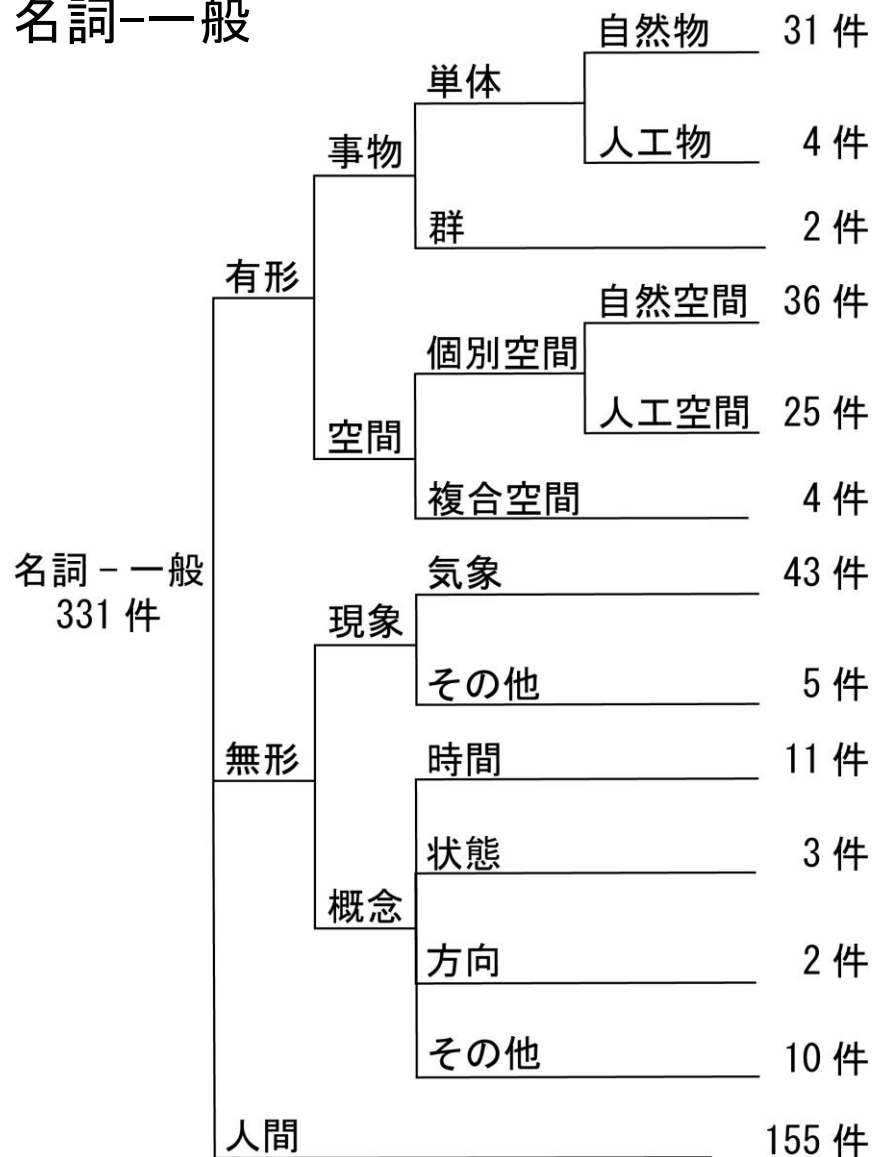 名詞-一般
自然物 31 件
単体
人工物 4 件
事物
群 2 件
有形
自然空間 36 件
個別空間
人工空間 25 件
空間
複合空間 4 件
名詞-一般
331 件
気象 43 件
現象
その他 5 件
無形
時間 11 件
状態 3 件
概念
方向 2 件
その他 10 件
人間 155 件